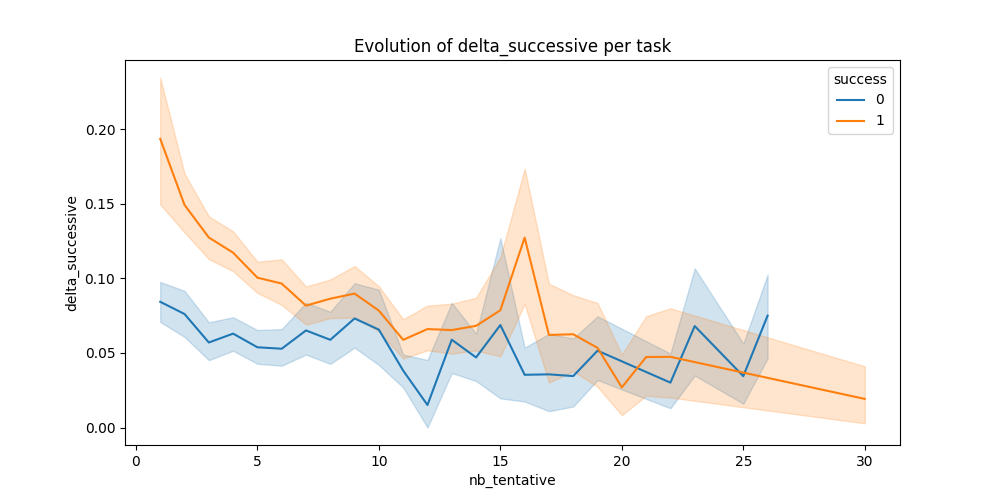 Evolution of delta_successive per task
success
0
1
0.20
0.15
0.10
0.05
0.00
delta_successive
0 5 10 15 20 25 30
nb_tentative